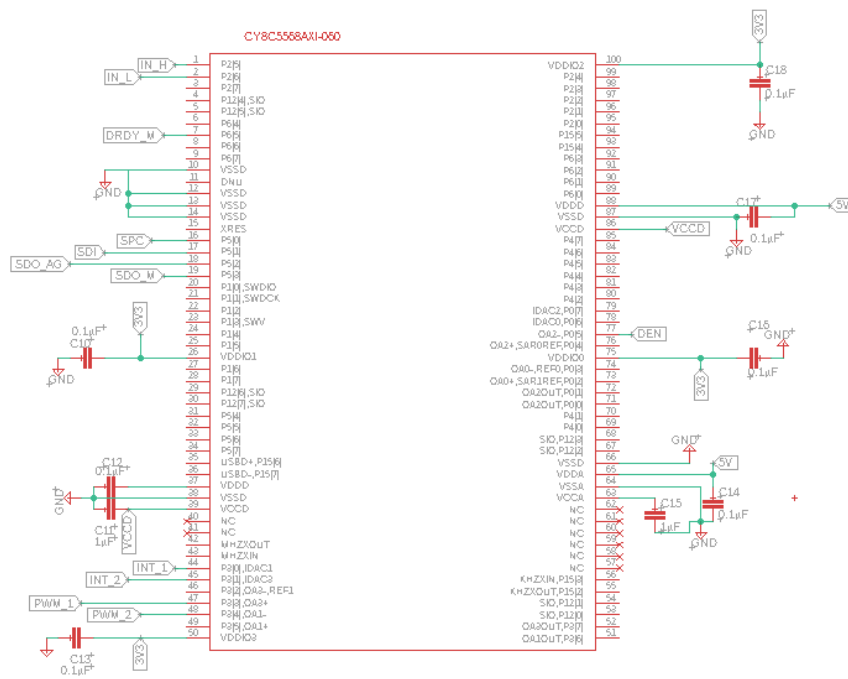 CY8C5568AXI-060
IN_H 1 P2[5]
IN_L 2 P2[6]
3 P2[7]
4 P12[4],SIO
5 P12[5],SIO
6 P6[4]
DRDY_M 7 P6[5]
8 P6[6]
9 P6[7]
10 VSSD
GND 11 DNU
12 VSSD
13 VSSD
14 VSSD
15 XRES
SPC 16 P5[0]
SDI 17 P5[1]
SDO_AG 18 P5[2]
SDO_M 19 P5[3]
20 P1[0],SWDIO
21 P1[1],SWDCK
22 P1[2]
3V3 23 P1[3],SWV
0.1µF 24 P1[4]
C10 25 P1[5]
26 VDDIO1
GND 27 P1[6]
28 P1[7]
29 P12[6],SIO
30 P12[7],SIO
31 P5[4]
32 P5[5]
33 P5[6]
34 P5[7]
C12 35 USBD+,P15[6]
0.1µF 36 USBD-,P15[7]
37 VDDD
GND 38 VSSD
39 VCCD
C11 40 NC
1µF VCCD 41 NC
42 MHZXOUT
43 MHZXIN
INT_1 44 P3[0],IDAC1
INT_2 45 P3[1],IDAC3
46 P3[2],OA3-,REF1
PWM_1 47 P3[3],OA3+
PWM_2 48 P3[4],OA1-
49 P3[5],OA1+
50 VDDIO3
C13 3V3
0.1µF
3V3
VDDIO2 100
P2[4] 99 C18
P2[3] 98 0.1µF
P2[2] 97
P2[1] 96
P2[0] 95 GND
P15[5] 94
P15[4] 93
P6[3] 92
P6[2] 91
P6[1] 90
P6[0] 89
VDDD 88 C17 5V
VSSD 87
VCCD 86 VCCD 0.1µF
P4[7] 85 GND
P4[6] 84
P4[5] 83
P4[4] 82
P4[3] 81
P4[2] 80
IDAC2,P0[7] 79
IDAC0,P0[6] 78
OA2-,P0[5] 77 DEN C16
OA2+,SAR0REF,P0[4] 76 GND
VDDIO0 75
OA0-,REF0,P0[3] 74 0.1µF
OA0+,SAR1REF,P0[2] 73 3V3
OA2OUT,P0[1] 72
OA2OUT,P0[0] 71
P4[1] 70
P4[0] 69
SIO,P12[3] 68
SIO,P12[2] 67 GND
VSSD 66 5V
VDDA 65
VSSA 64 C14
VCCA 63 C15
NC 62 0.1µF
NC 61 1µF
NC 60
NC 59 GND
NC 58
NC 57
KHZXIN,P15[3] 56
KHZXOUT,P15[2] 55
SIO,P12[1] 54
SIO,P12[0] 53
OA3OUT,P3[7] 52
OA1OUT,P3[6] 51